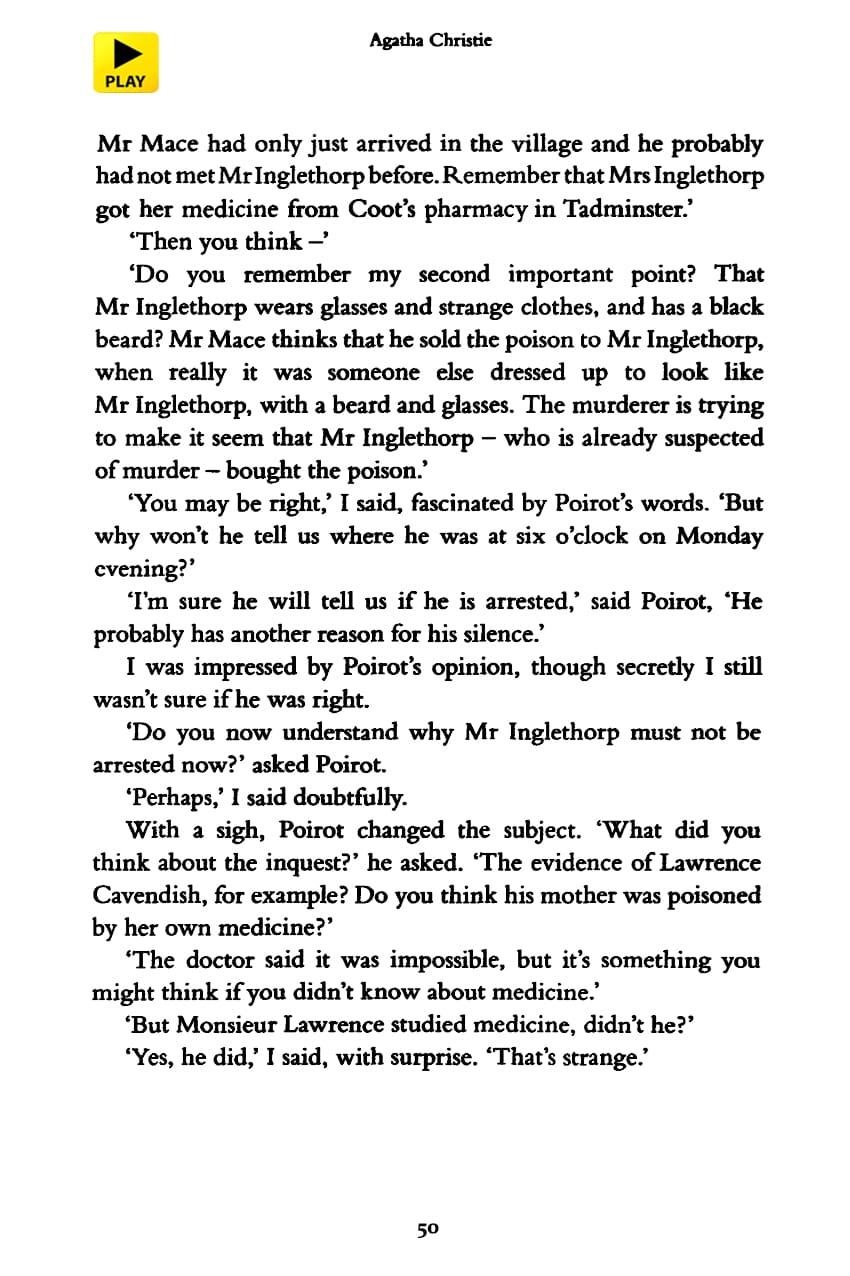 Agatha Christie
PLAY
Mr Mace had only just arrived in the village and he probably
had not met Mr Inglethorp before. Remember that Mrs Inglethorp
got her medicine from Coot’s pharmacy in Tadminster.’
‘Then you think –’
‘Do you remember my second important point? That
Mr Inglethorp wears glasses and strange clothes, and has a black
beard? Mr Mace thinks that he sold the poison to Mr Inglethorp,
when really it was someone else dressed up to look like
Mr Inglethorp, with a beard and glasses. The murderer is trying
to make it seem that Mr Inglethorp – who is already suspected
of murder – bought the poison.’
‘You may be right,’ I said, fascinated by Poirot’s words. ‘But
why won’t he tell us where he was at six o’clock on Monday
evening?’
‘I’m sure he will tell us if he is arrested,’ said Poirot, ‘He
probably has another reason for his silence.’
I was impressed by Poirot’s opinion, though secretly I still
wasn’t sure if he was right.
‘Do you now understand why Mr Inglethorp must not be
arrested now?’ asked Poirot.
‘Perhaps,’ I said doubtfully.
With a sigh, Poirot changed the subject. ‘What did you
think about the inquest?’ he asked. ‘The evidence of Lawrence
Cavendish, for example? Do you think his mother was poisoned
by her own medicine?’
‘The doctor said it was impossible, but it’s something you
might think if you didn’t know about medicine.’
‘But Monsieur Lawrence studied medicine, didn’t he?’
‘Yes, he did,’ I said, with surprise. ‘That’s strange.’
50